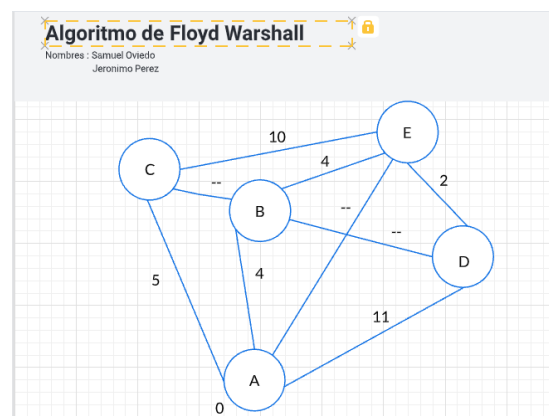 Algoritmo de Floyd Warshall
Nombres : Samuel Oviedo
Jeronimo Perez
E
10
C
4
2
--
B
--
--
D
5
4
11
A
0